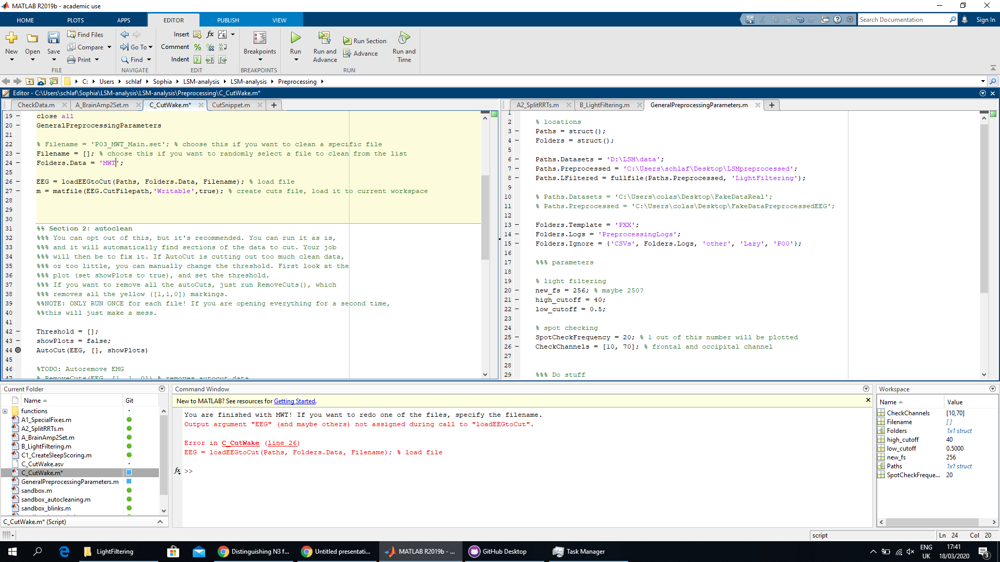 MATLAB R2019b - academic use
HOME PLOTS APPS EDITOR PUBLISH VIEW
Search Documentation
Sign In
New Open Save
Find Files
Compare
Print
FILE
Go To
Find
NAVIGATE
Insert fx
Comment
Indent
EDIT
Breakpoints
BREAKPOINTS
Run
Run and Advance
Run Section
Advance
Run and Time
RUN
C: Users schlaf Sophia LSM-analysis LSM-analysis Preprocessing
Editor - C:\Users\schlaf\Sophia\LSM-analysis\LSM-analysis\Preprocessing\C_CutWake.m*
CheckData.m A_BrainAmp2Set.m C_CutWake.m* CutSnippet.m
19 close all
20 GeneralPreprocessingParameters
21
22 % Filename = 'P03_MWT_Main.set'; % choose this if you want to clean a specific file
23 Filename = []; % choose this if you want to randomly select a file to clean from the list
24 Folders.Data = 'MWT';
25
26 EEG = loadEEGtoCut(Paths, Folders.Data, Filename); % load file
27 m = matfile(EEG.CutFilepath,'Writable',true); % create cuts file, load it to current workspace
28
29
30
31 %% Section 2: autoclean
32 %%% You can opt out of this, but it's recommended. You can run it as is,
33 %%% and it will automatically find sections of the data to cut. Your job
34 %%% will then be to fix it. If AutoCut is cutting out too much clean data,
35 %%% or too little, you can manually change the threshold. First look at the
36 %%% plot (set showPlots to true), and set the threshold.
37 %%% If you want to remove all the autoCuts, just run RemoveCuts(), which
38 %%% removes all the yellow ([1,1,0]) markings.
39 %%NOTE: ONLY RUN ONCE for each file! If you are opening everything for a second time,
40 %%this will just make a mess.
41
42 Threshold = [];
43 showPlots = false;
44 AutoCut(EEG, [], showPlots)
45
46 %TODO: Autoremove EMG
47 % RemoveCuts(EEG, [1, 1, 0]) % removes autocut data
A2_SplitRRTs.m B_LightFiltering.m GeneralPreprocessingParameters.m
1
2 % locations
3 Paths = struct();
4 Folders = struct();
5
6 Paths.Datasets = 'D:\LSM\data';
7 Paths.Preprocessed = 'C:\Users\schlaf\Desktop\LSMpreprocessed';
8 Paths.LFiltered = fullfile(Paths.Preprocessed, 'LightFiltering');
9
10 % Paths.Datasets = 'C:\Users\colas\Desktop\FakeDataReal';
11 % Paths.Preprocessed = 'C:\Users\colas\Desktop\FakeDataPreprocessedEEG';
12
13 Folders.Template = 'PXX';
14 Folders.Logs = 'PreprocessingLogs';
15 Folders.Ignore = {'CSVs', Folders.Logs, 'other', 'Lazy', 'P00'};
16
17 %%% parameters
18
19 % light filtering
20 new_fs = 256; % maybe 250?
21 high_cutoff = 40;
22 low_cutoff = 0.5;
23
24 % spot checking
25 SpotCheckFrequency = 20; % 1 out of this number will be plotted
26 CheckChannels = [10, 70]; % frontal and occipital channel
27
28
29 %%% Do stuff
Current Folder
Name Git
functions
A1_SpecialFixes.m
A2_SplitRRTs.m
A_BrainAmp2Set.m
B_LightFiltering.m
C1_CreateSleepScoring.m
C_CutWake.asv
C_CutWake.m*
GeneralPreprocessingParameters.m
sandbox.m
sandbox_autocleaning.m
sandbox_blinks.m
C_CutWake.m* (Script)
Command Window
New to MATLAB? See resources for Getting Started.
You are finished with MWT! If you want to redo one of the files, specify the filename.
Output argument "EEG" (and maybe others) not assigned during call to "loadEEGtoCut".
Error in C_CutWake (line 26)
EEG = loadEEGtoCut(Paths, Folders.Data, Filename); % load file
fx >>
Workspace
Name Value
CheckChannels [10,70]
Filename []
Folders 1x1 struct
high_cutoff 40
low_cutoff 0.5000
new_fs 256
Paths 1x1 struct
SpotCheckFreque... 20
script
Ln 24 Col 20
LightFiltering
Distinguishing N3 f...
Untitled presentati...
MATLAB R2019b - ...
GitHub Desktop
Task Manager
ENG
UK
17:41
18/03/2020
3